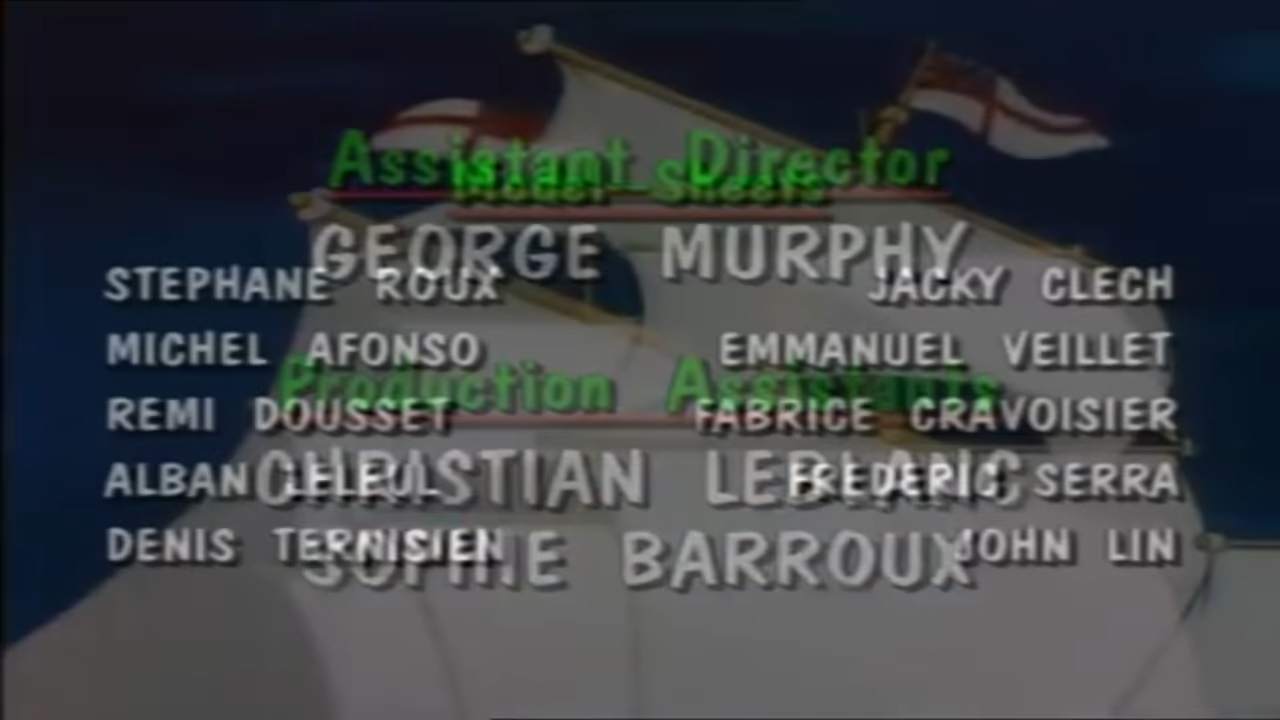 Assistant Director
Model Sheets
GEORGE MURPHY
STEPHANE ROUX JACKY CLECH
MICHEL AFONSO EMMANUEL VEILLET
Production Assistants
REMI DOUSSET FABRICE CRAVOISIER
CHRISTIAN LEBLANC
ALBAN LELEUL FREDERIC SERRA
DENIS TERNISIEN JOHN LIN
SOPHIE BARROUX